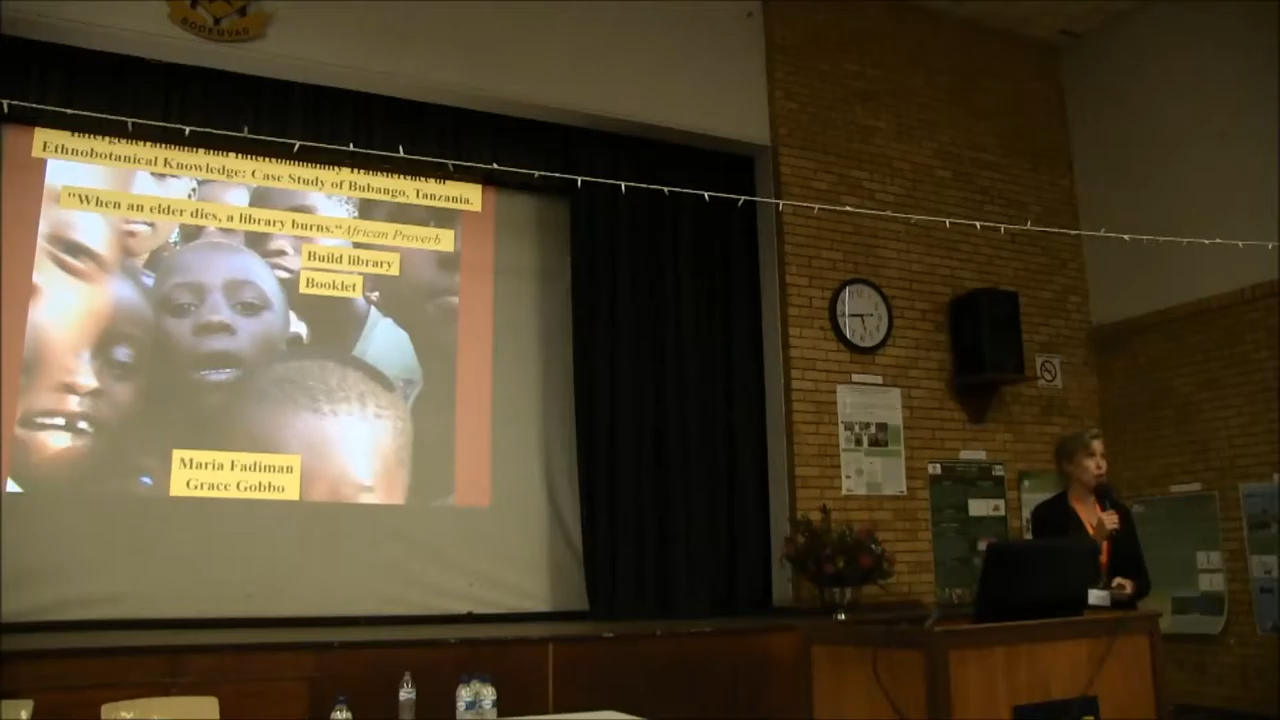 BODEMVAS
Intergenerational and Intercommunity Transference of
Ethnobotanical Knowledge: Case Study of Bubango, Tanzania.
"When an elder dies, a library burns."African Proverb
Build library
Booklet
Maria Fadiman
Grace Gobbo